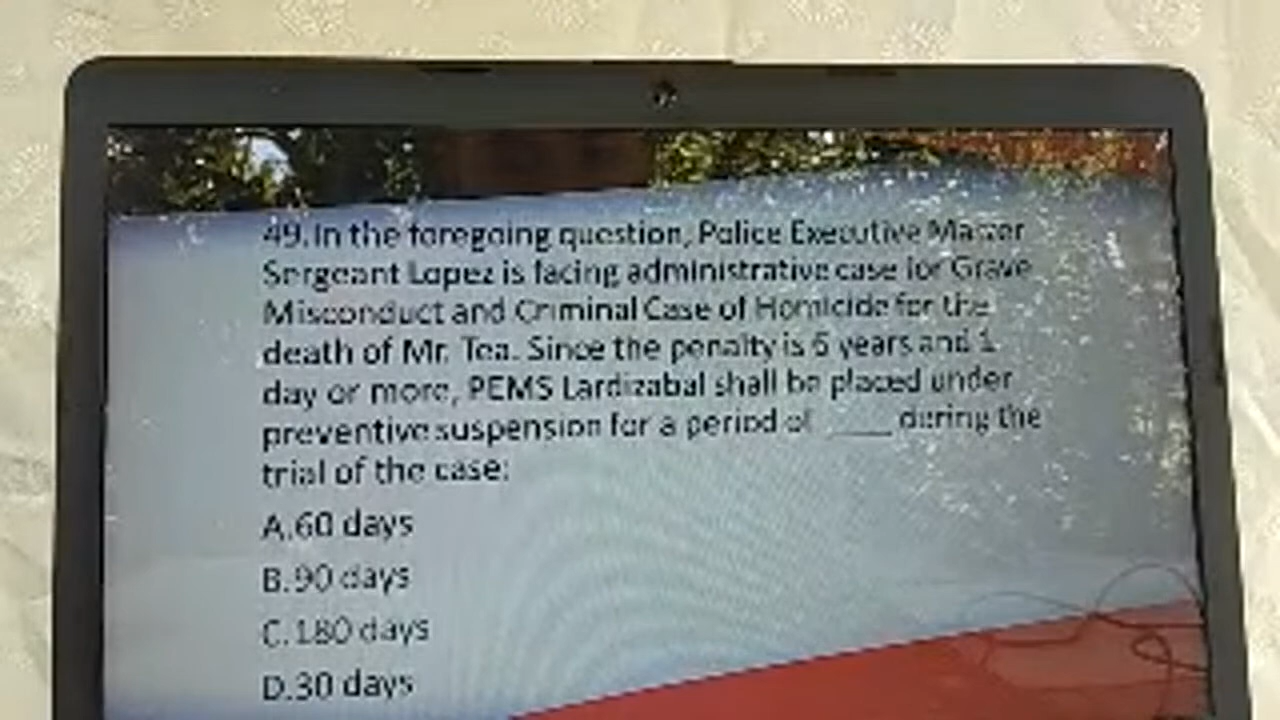 49.In the foregoing question, Police Executive Master
Sergeant Lopez is facing administrative case for Grave
Misconduct and Criminal Case of Homicide for the
death of Mr. Tea. Since the penalty is 6 years and 1
day or more, PEMS Lardizabal shall be placed under
preventive suspension for a period of ____ during the
trial of the case:
A.60 days
B.90 days
C.180 days
D.30 days